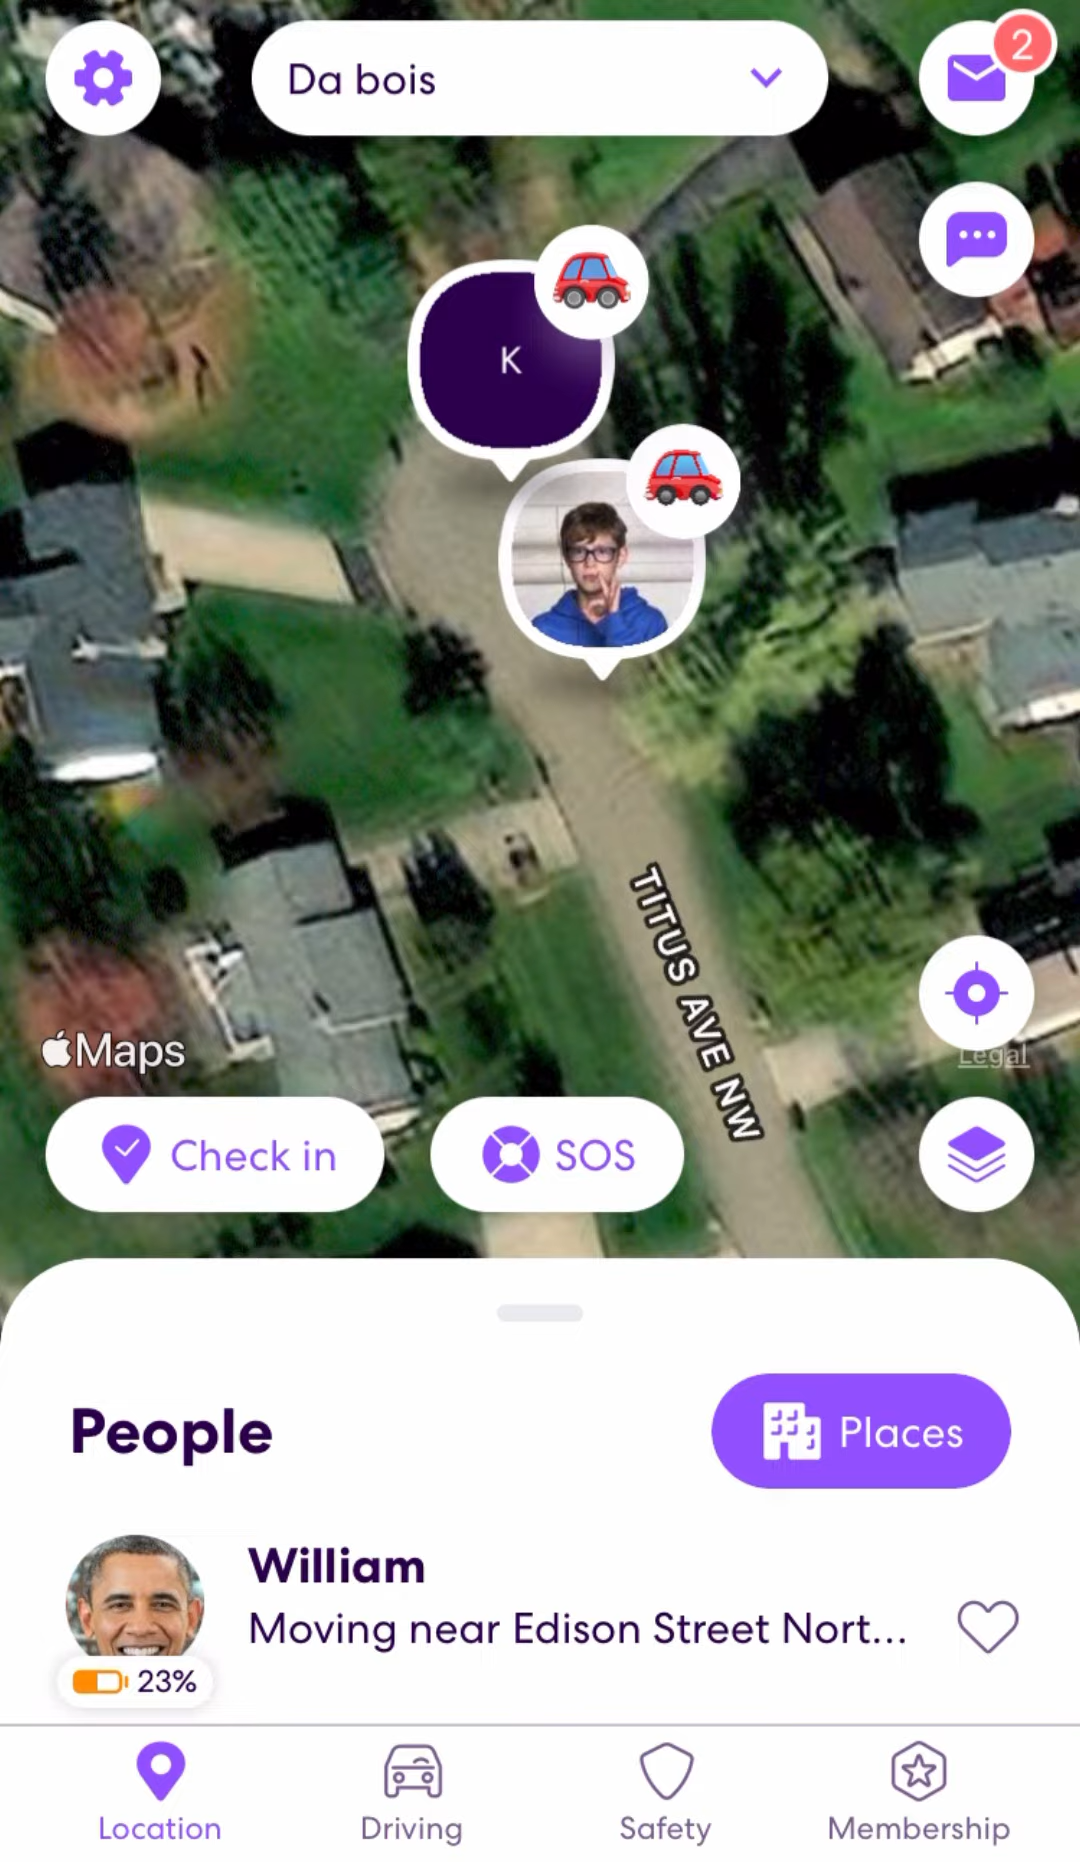 Da bois
2
K
TITUS AVE NW
Maps
Legal
Check in
SOS
People
Places
William
Moving near Edison Street Nort...
23%
Location
Driving
Safety
Membership